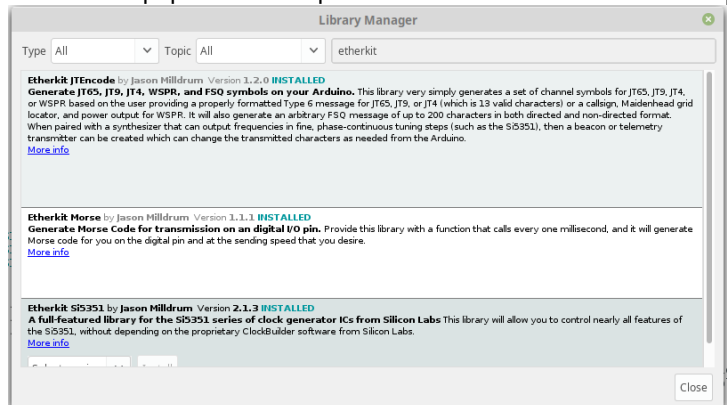 Library Manager
Type All Topic All etherkit
Etherkit JTEncode by Jason Milldrum Version 1.2.0 INSTALLED
Generate JT65, JT9, JT4, WSPR, and FSQ symbols on your Arduino. This library very simply generates a set of channel symbols for JT65, JT9, JT4,
or WSPR based on the user providing a properly formatted Type 6 message for JT65, JT9, or JT4 (which is 13 valid characters) or a callsign, Maidenhead grid
locator, and power output for WSPR. It will also generate an arbitrary FSQ message of up to 200 characters in both directed and non-directed format.
When paired with a synthesizer that can output frequencies in fine, phase-continuous tuning steps (such as the Si5351), then a beacon or telemetry
transmitter can be created which can change the transmitted characters as needed from the Arduino.
More info
Etherkit Morse by Jason Milldrum Version 1.1.1 INSTALLED
Generate Morse Code for transmission on an digital I/O pin. Provide this library with a function that calls every one millisecond, and it will generate
Morse code for you on the digital pin and at the sending speed that you desire.
More info
Etherkit Si5351 by Jason Milldrum Version 2.1.3 INSTALLED
A full-featured library for the Si5351 series of clock generator ICs from Silicon Labs This library will allow you to control nearly all features of
the Si5351, without depending on the proprietary ClockBuilder software from Silicon Labs.
More info
Close